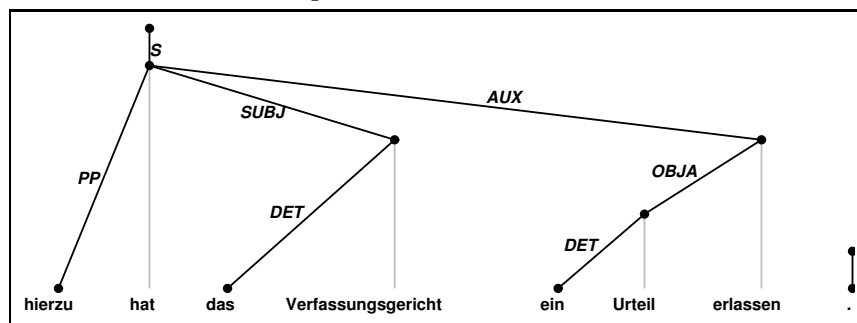 S
AUX
SUBJ
OBJA
PP
DET
DET
hierzu hat das Verfassungsgericht ein Urteil erlassen .